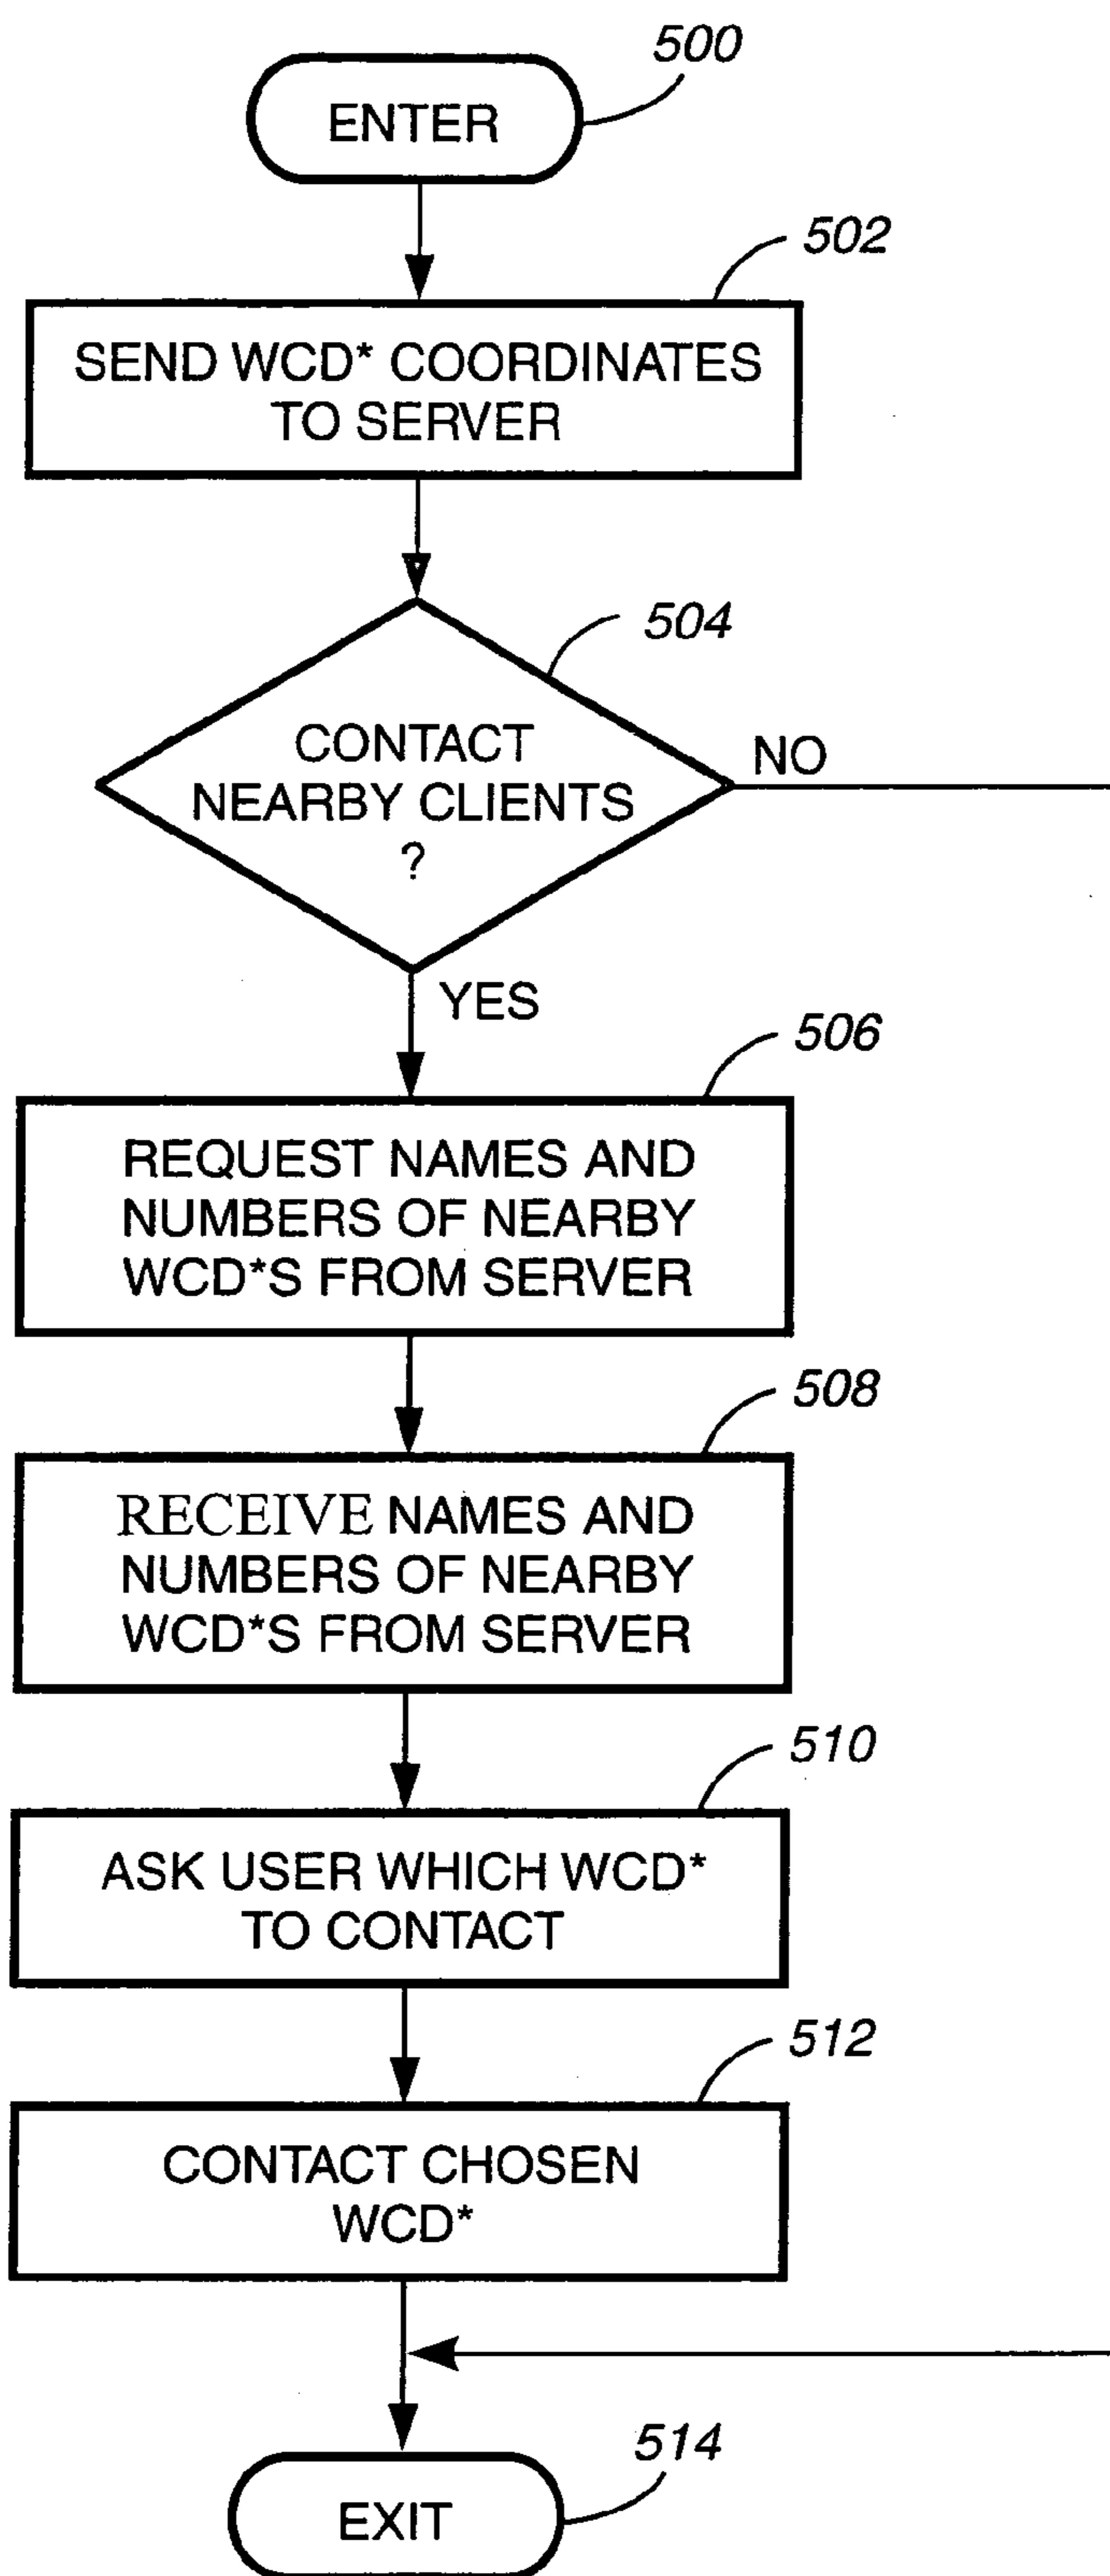 500
ENTER
502
SEND WCD* COORDINATES
TO SERVER
504
CONTACT
NEARBY CLIENTS
?
NO
YES
506
REQUEST NAMES AND
NUMBERS OF NEARBY
WCD*S FROM SERVER
508
RECEIVE NAMES AND
NUMBERS OF NEARBY
WCD*S FROM SERVER
510
ASK USER WHICH WCD*
TO CONTACT
512
CONTACT CHOSEN
WCD*
514
EXIT